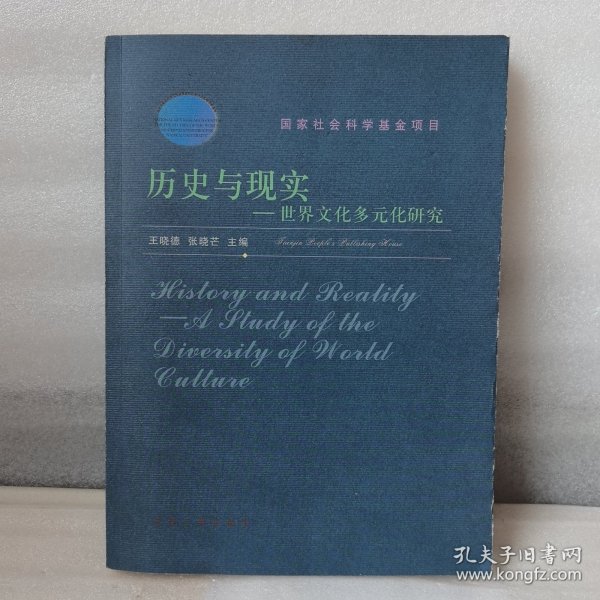 国家社会科学基金项目
历史与现实
——世界文化多元化研究
王晓德 张晓芒 主编
Tianjin People's Publishing House
History and Reality
—A Study of the
Diversity of World
Culture
孔夫子旧書网
www.kongfz.com